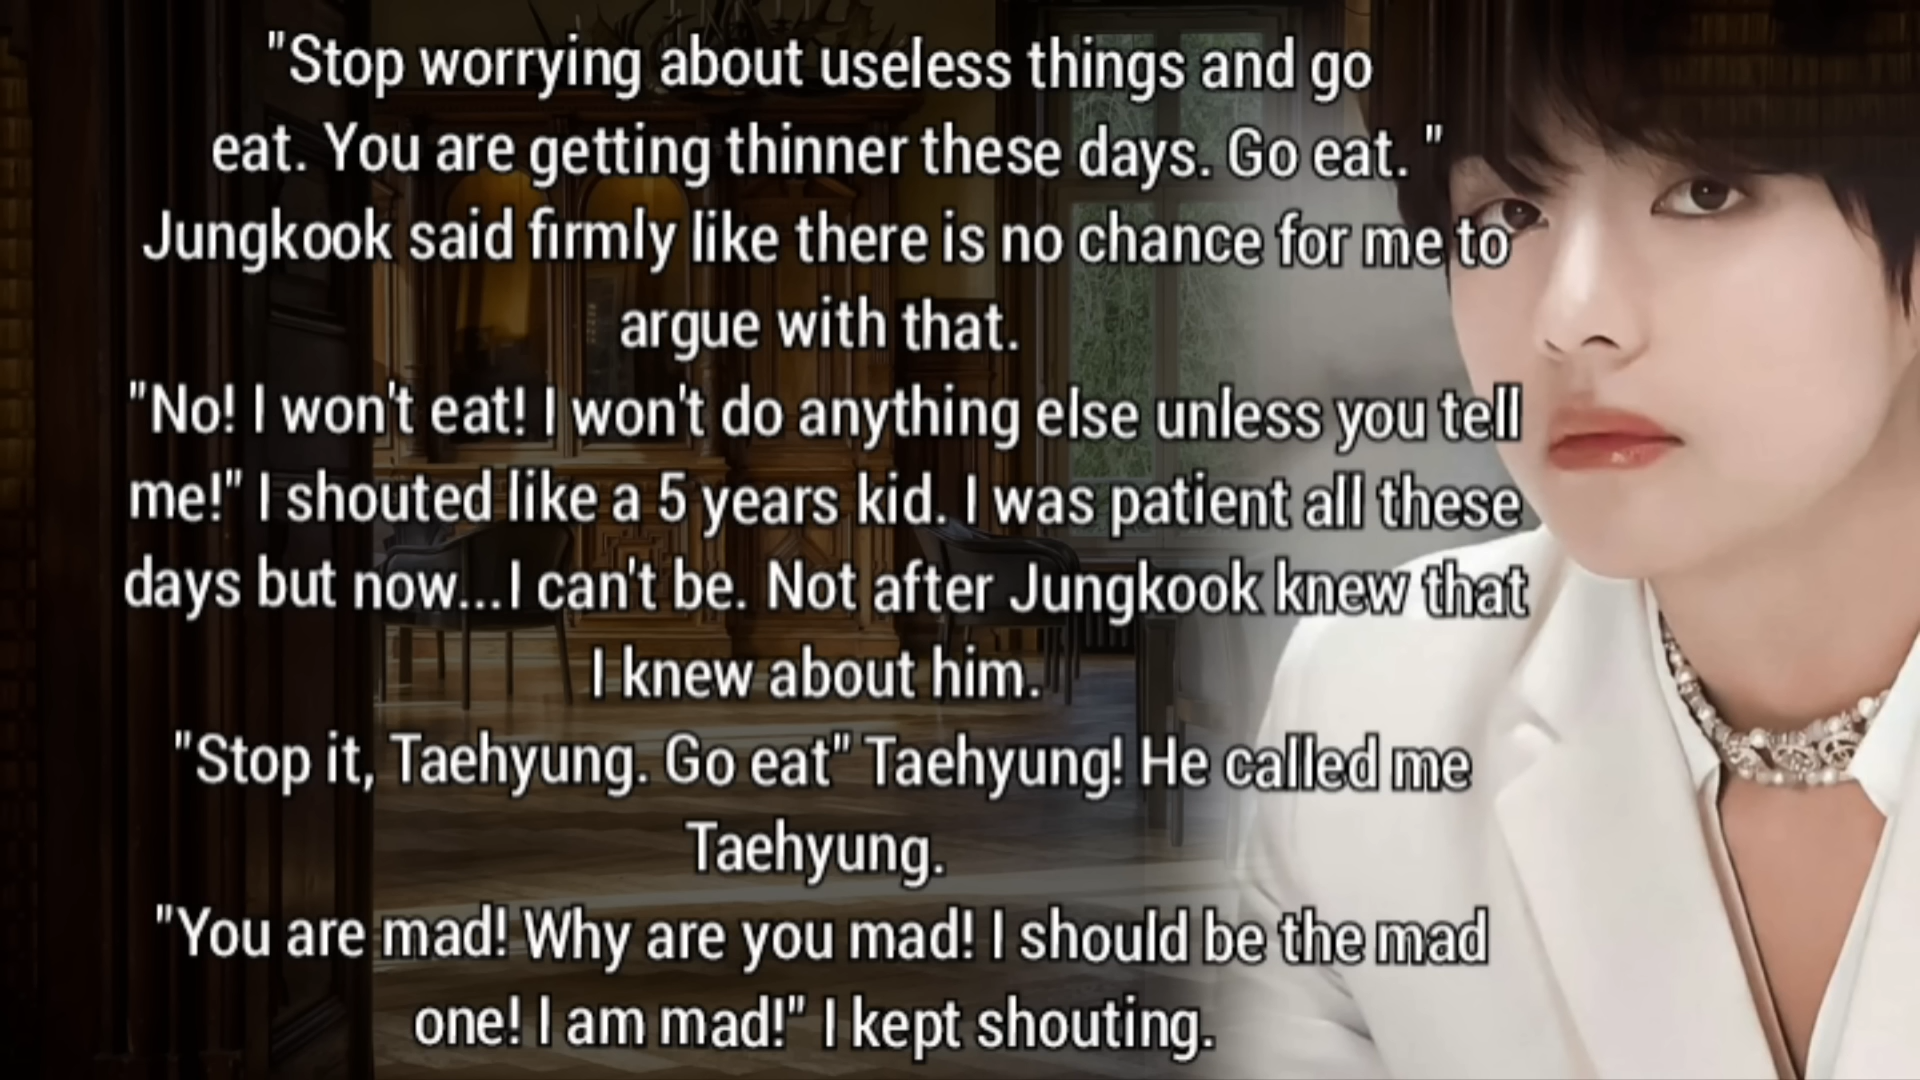 "Stop worrying about useless things and go
eat. You are getting thinner these days. Go eat. "
Jungkook said firmly like there is no chance for me to
argue with that.
"No! I won't eat! I won't do anything else unless you tell
me!" I shouted like a 5 years kid. I was patient all these
days but now...I can't be. Not after Jungkook knew that
I knew about him.
"Stop it, Taehyung. Go eat" Taehyung! He called me
Taehyung.
"You are mad! Why are you mad! I should be the mad
one! I am mad!" I kept shouting.